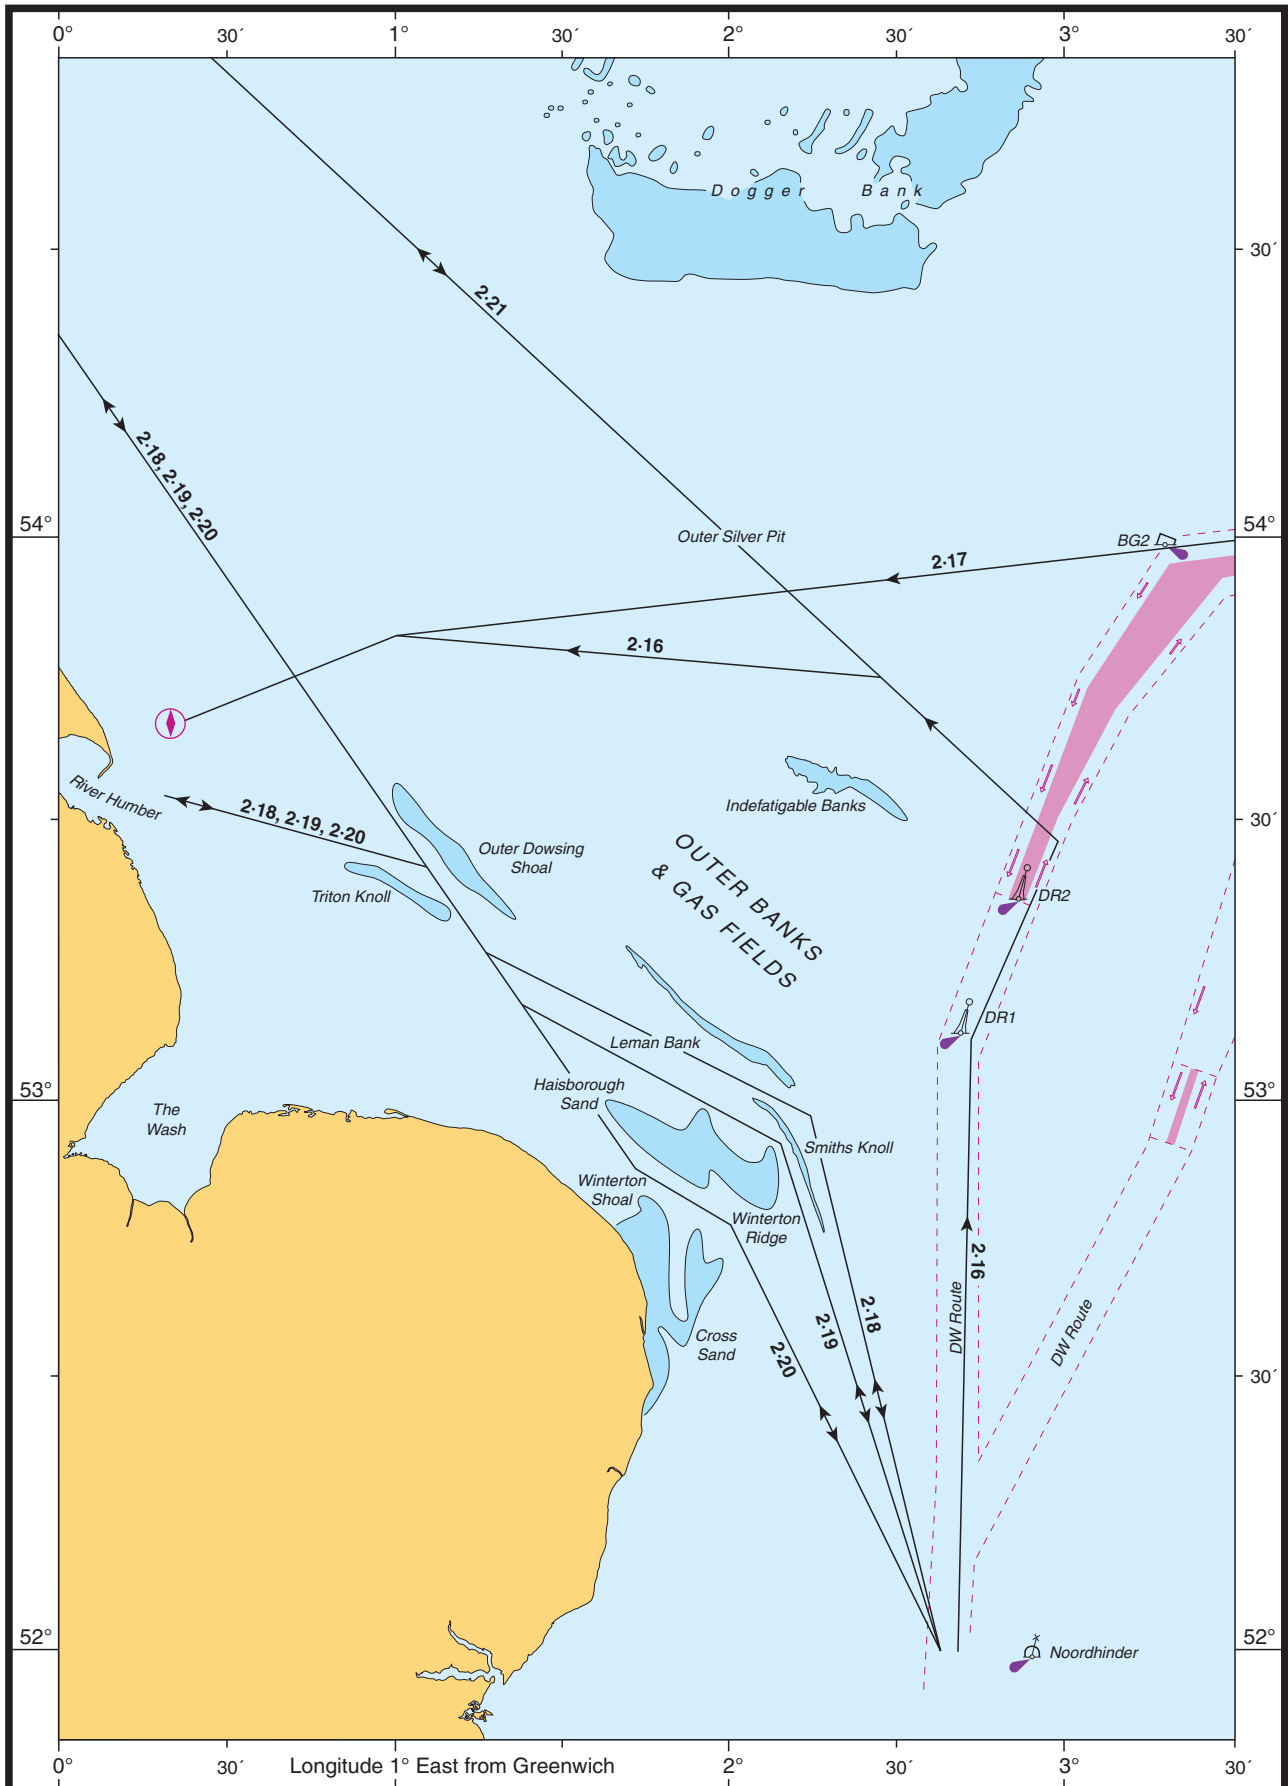 0° 30´ 1° 30´ 2° 30´ 3° 30´
Dogger Bank
30´
2·21
2·18, 2·19, 2·20
54°
Outer Silver Pit
BG2
54°
2·17
2·16
River Humber
2·18, 2·19, 2·20
Indefatigable Banks
30´
Outer Dowsing
Shoal
Triton Knoll
OUTER BANKS
& GAS FIELDS
DR2
DR1
Leman Bank
53°
Haisborough
Sand
53°
The
Wash
Smiths Knoll
Winterton
Shoal
Winterton
Ridge
2·16
DW Route
DW Route
2·18
2·19
2·20
Cross
Sand
30´
52°
Noordhinder
52°
0° 30´ Longitude 1° East from Greenwich 2° 30´ 3° 30´